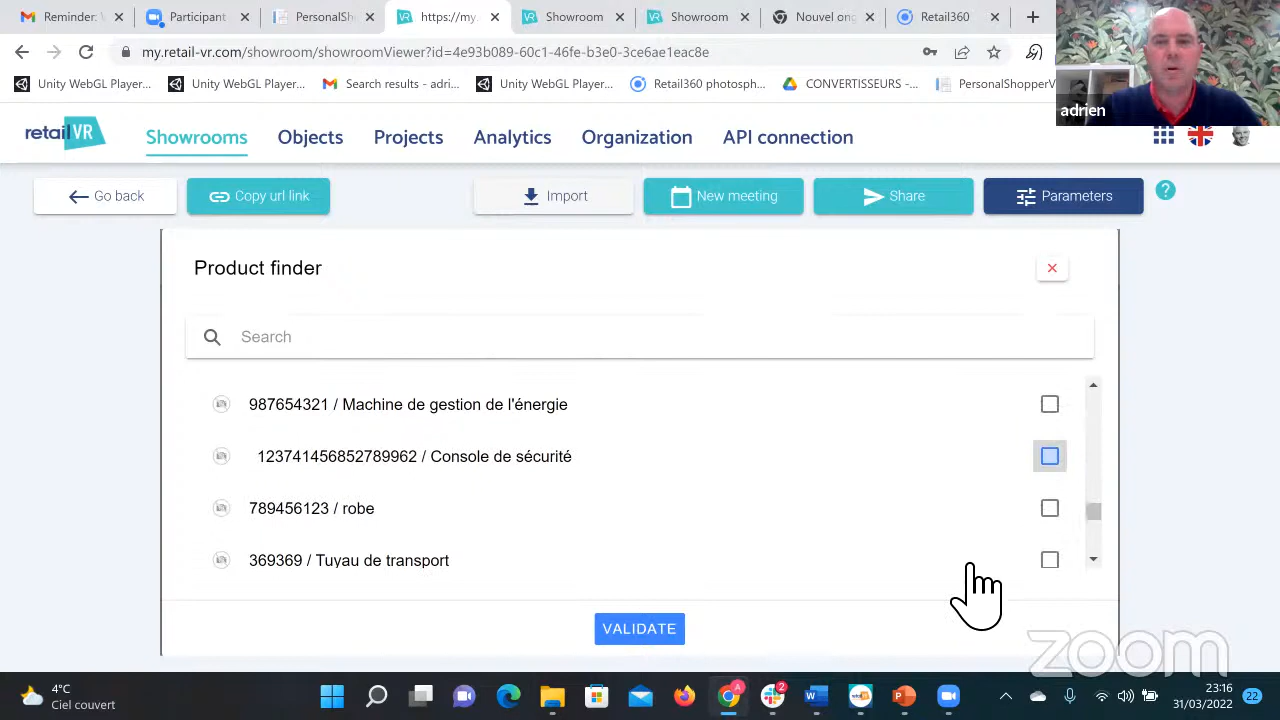 Reminder
Participant
PersonalSh
https://my.
Showroom
Showroom
Nouvel ong
Retail360
my.retail-vr.com/showroom/showroomViewer?id=4e93b089-60c1-46fe-b3e0-3ce6ae1eac8e
Unity WebGL Player... Unity WebGL Player... Search results - adri... Unity WebGL Player... Retail360 photosph... CONVERTISSEURS -... PersonalShopperV
adrien
retail VR Showrooms Objects Projects Analytics Organization API connection
Go back Copy url link Import New meeting Share Parameters ?
Product finder
Search
987654321 / Machine de gestion de l'énergie
123741456852789962 / Console de sécurité
789456123 / robe
369369 / Tuyau de transport
VALIDATE
zoom
4°C
Ciel couvert
23:16
31/03/2022
22